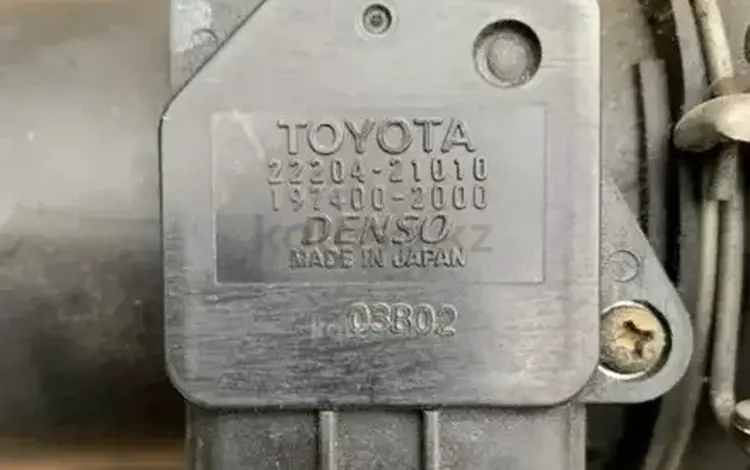 TOYOTA
22204-21010
197400-2000
DENSO
MADE IN JAPAN
03B02